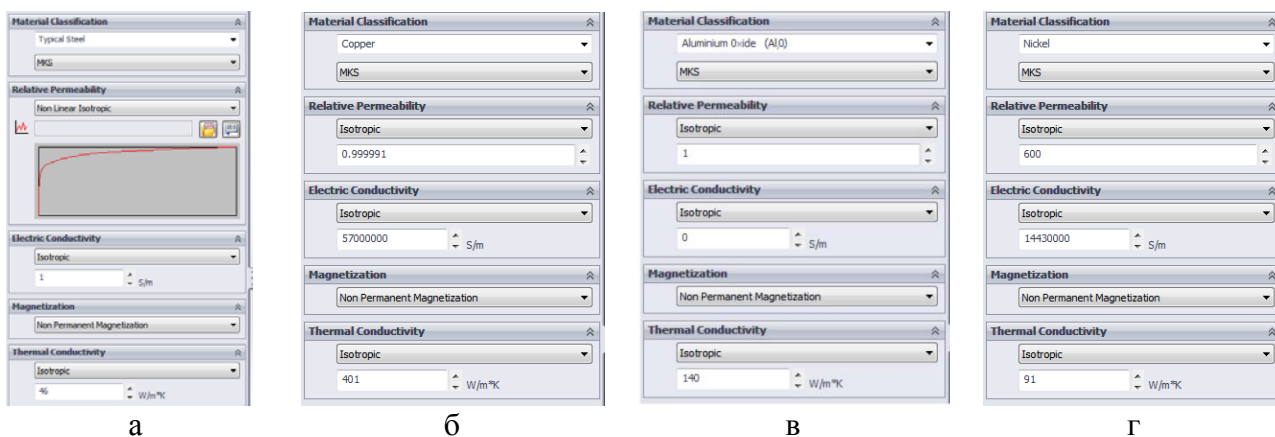 Material Classification
Typical Steel
MKS
Relative Permeability
Non Linear Isotropic
Electric Conductivity
Isotropic
1 S/m
Magnetization
Non Permanent Magnetization
Thermal Conductivity
Isotropic
46 W/m*K
а
Material Classification
Copper
MKS
Relative Permeability
Isotropic
0.999991
Electric Conductivity
Isotropic
57000000 S/m
Magnetization
Non Permanent Magnetization
Thermal Conductivity
Isotropic
401 W/m*K
б
Material Classification
Aluminium 0xide (Al,0)
MKS
Relative Permeability
Isotropic
1
Electric Conductivity
Isotropic
0 S/m
Magnetization
Non Permanent Magnetization
Thermal Conductivity
Isotropic
140 W/m*K
в
Material Classification
Nickel
MKS
Relative Permeability
Isotropic
600
Electric Conductivity
Isotropic
14430000 S/m
Magnetization
Non Permanent Magnetization
Thermal Conductivity
Isotropic
91 W/m*K
г